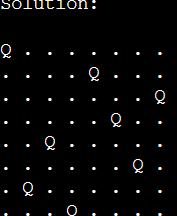 Solution:
Q . . . . . . .
. . . . Q . . .
. . . . . . . Q
. . . . . Q . .
. . Q . . . . .
. . . . . . Q .
. Q . . . . . .
. . . Q . . . .